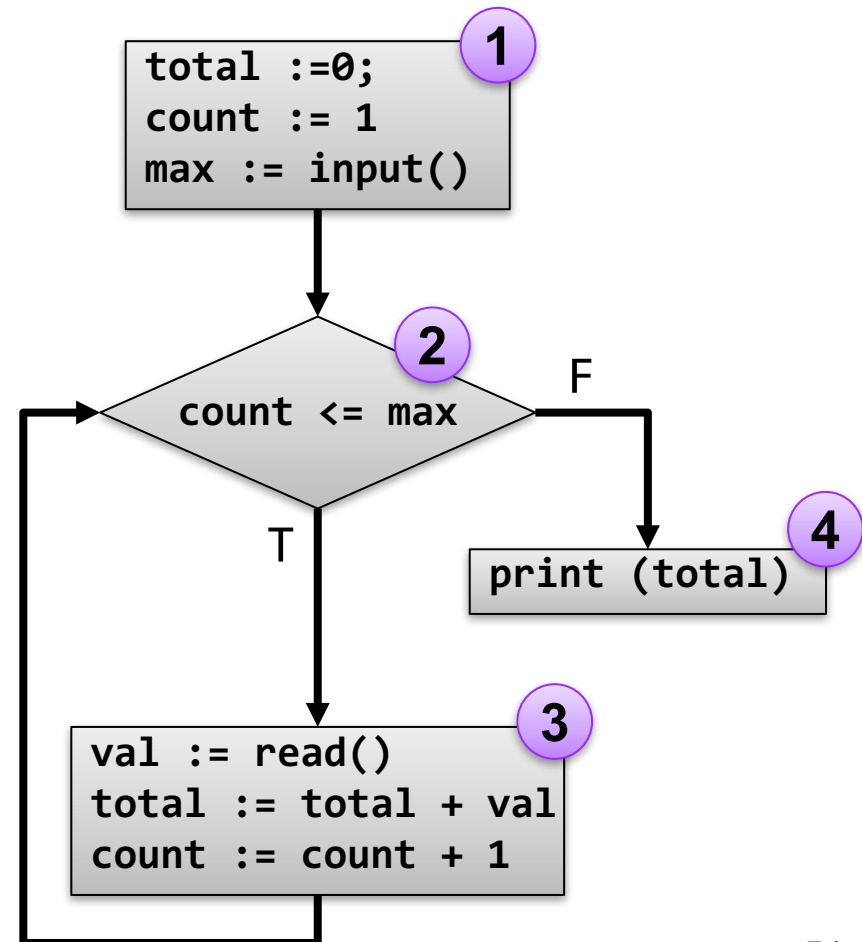 1
total :=0;
count := 1
max := input()
2
count <= max
F
T
4
print (total)
3
val := read()
total := total + val
count := count + 1